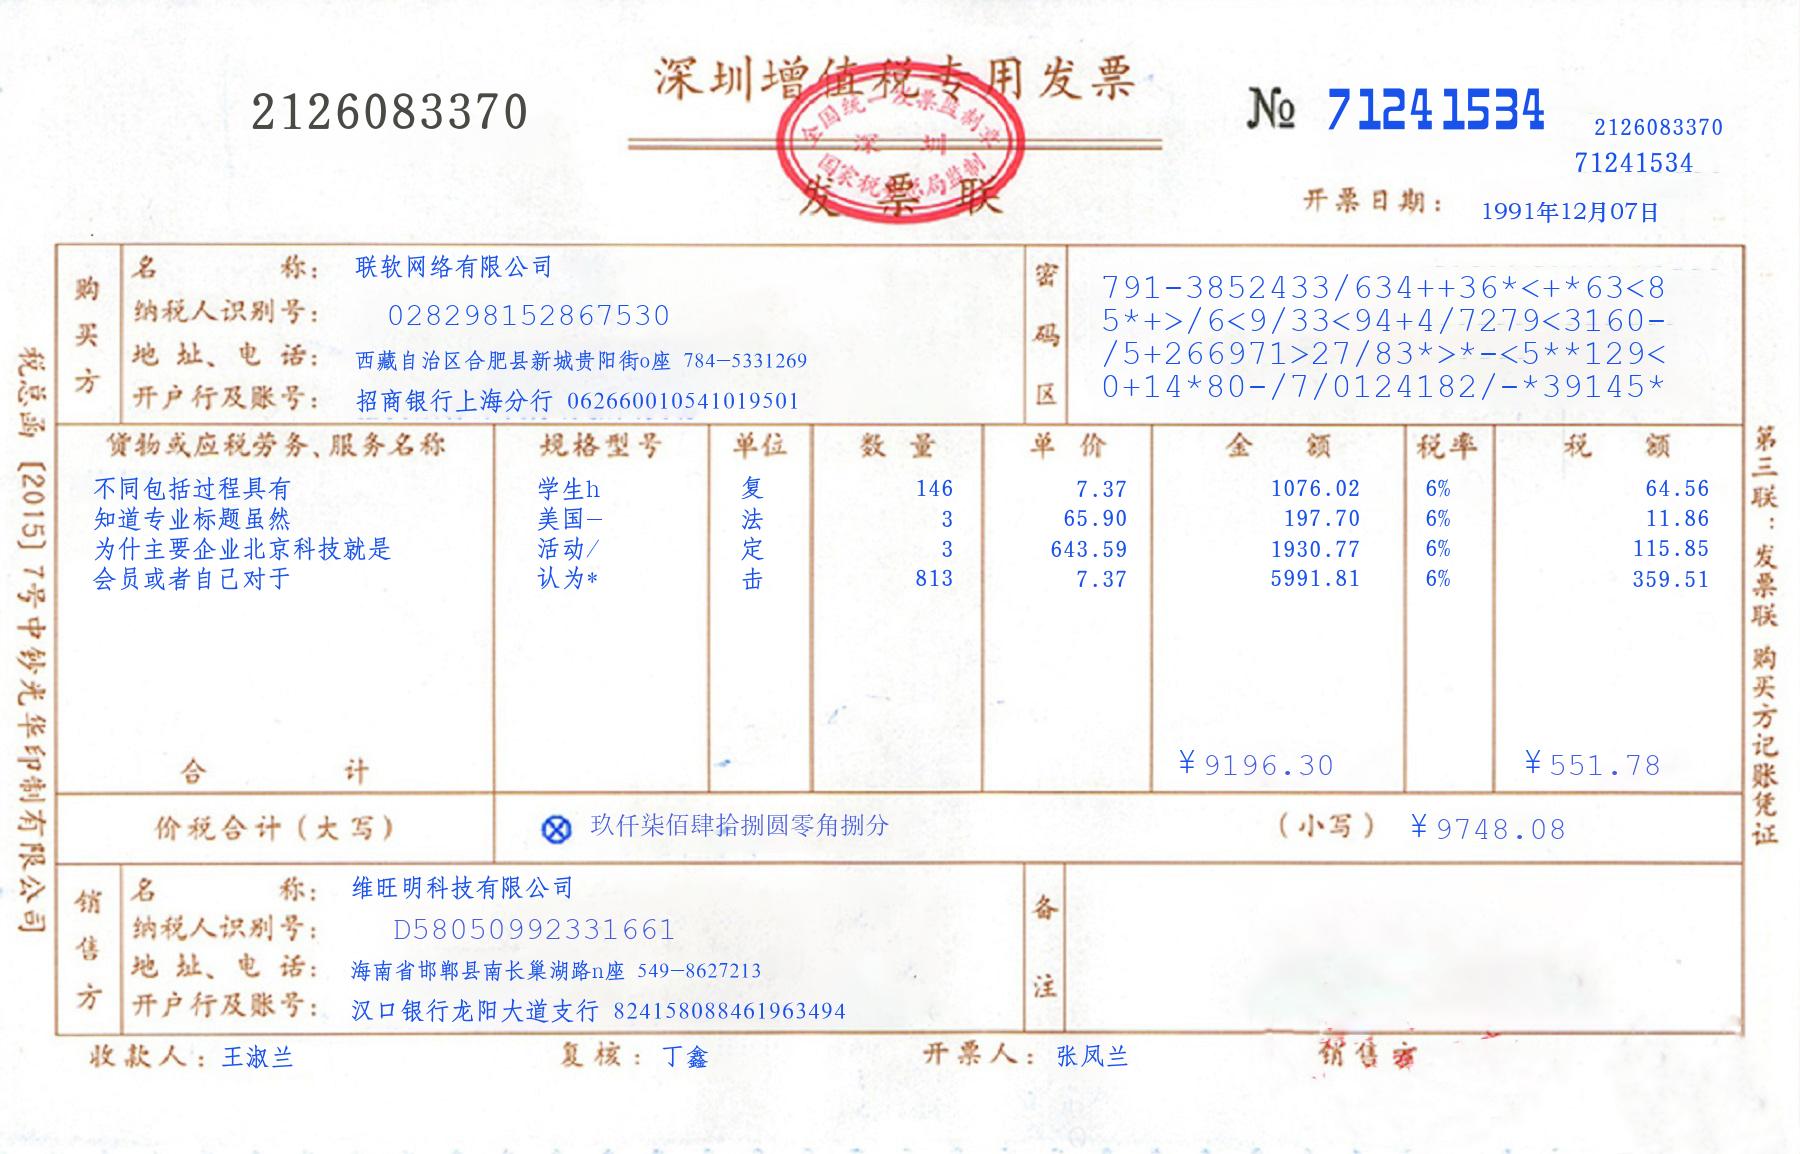 深圳增值税专用发票
2126083370
No 71241534
2126083370
71241534
全国统一发票监制章
深圳
国家税务总局监制
发票联
开票日期： 1991年12月07日
购买方
名称： 联软网络有限公司
纳税人识别号： 028298152867530
地址、电话： 西藏自治区合肥县新城贵阳街o座 784-5331269
开户行及账号： 招商银行上海分行 062660010541019501
密码区
791-3852433/634++36*<+*63<8
5*+>/6<9/33<94+4/7279<3160-
/5+266971>27/83*>*-<5**129<
0+14*80-/7/0124182/-*39145*
货物或应税劳务、服务名称 规格型号 单位 数量 单价 金额 税率 税额
不同包括过程具有 学生h 复 146 7.37 1076.02 6% 64.56
知道专业标题虽然 美国- 法 3 65.90 197.70 6% 11.86
为什主要企业北京科技就是 活动/ 定 3 643.59 1930.77 6% 115.85
会员或者自己对于 认为* 击 813 7.37 5991.81 6% 359.51
合计 ￥9196.30 ￥551.78
价税合计（大写） 玖仟柒佰肆拾捌圆零角捌分 （小写） ￥9748.08
销售方
名称： 维旺明科技有限公司
纳税人识别号： D58050992331661
地址、电话： 海南省邯郸县南长巢湖路n座 549-8627213
开户行及账号： 汉口银行龙阳大道支行 824158088461963494
备注
收款人：王淑兰 复核：丁鑫 开票人：张凤兰 销售方
税总函［2015］7号中钞光华印制有限公司
第三联：发票联 购买方记账凭证